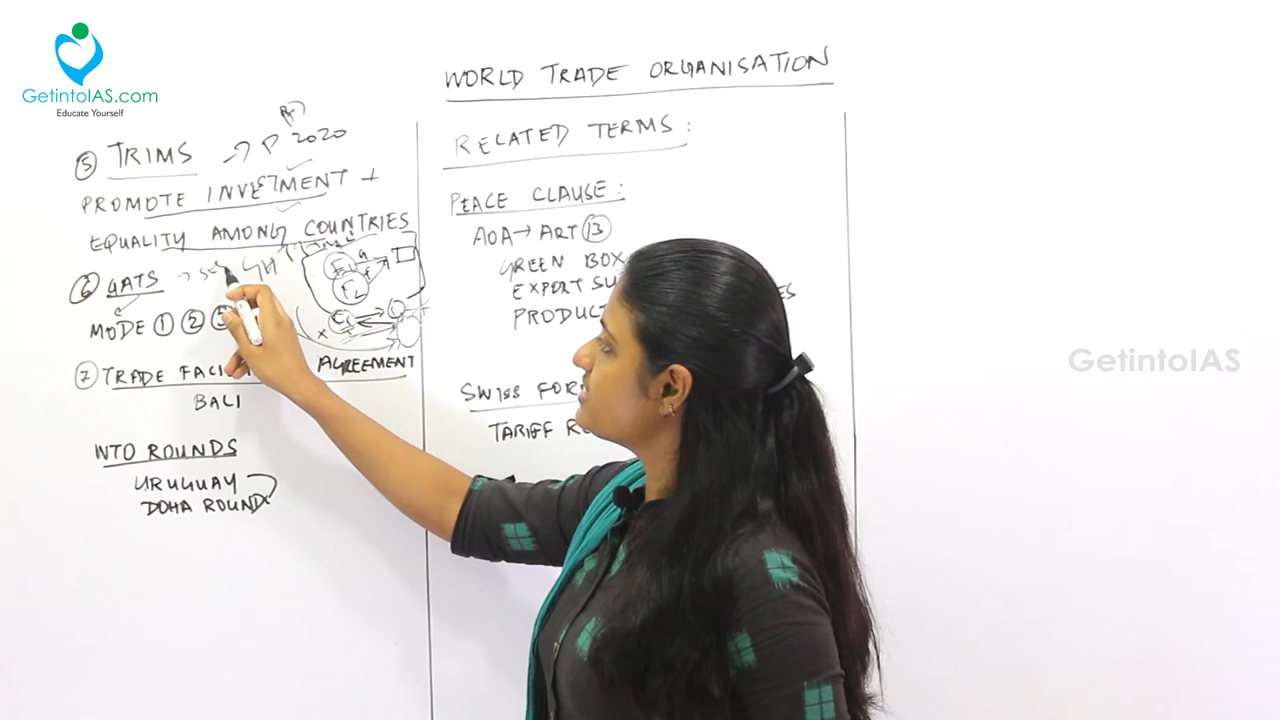 GetintoIAS.com
Educate Yourself
WORLD TRADE ORGANISATION
⑤ TRIMS → P 2020
PROMOTE INVESTMENT +
EQUALITY AMONG COUNTRIES
⑥ GATS →
MODE ① ② ③
AGREEMENT
⑦ TRADE FACI
BALI
WTO ROUNDS
URUGUAY
DOHA ROUND
RELATED TERMS:
PEACE CLAUSE:
AOA → ART ⑬
GREEN BOX
EXPORT SU
PRODUC
SWISS FOR
TARIFF
GetintoIAS